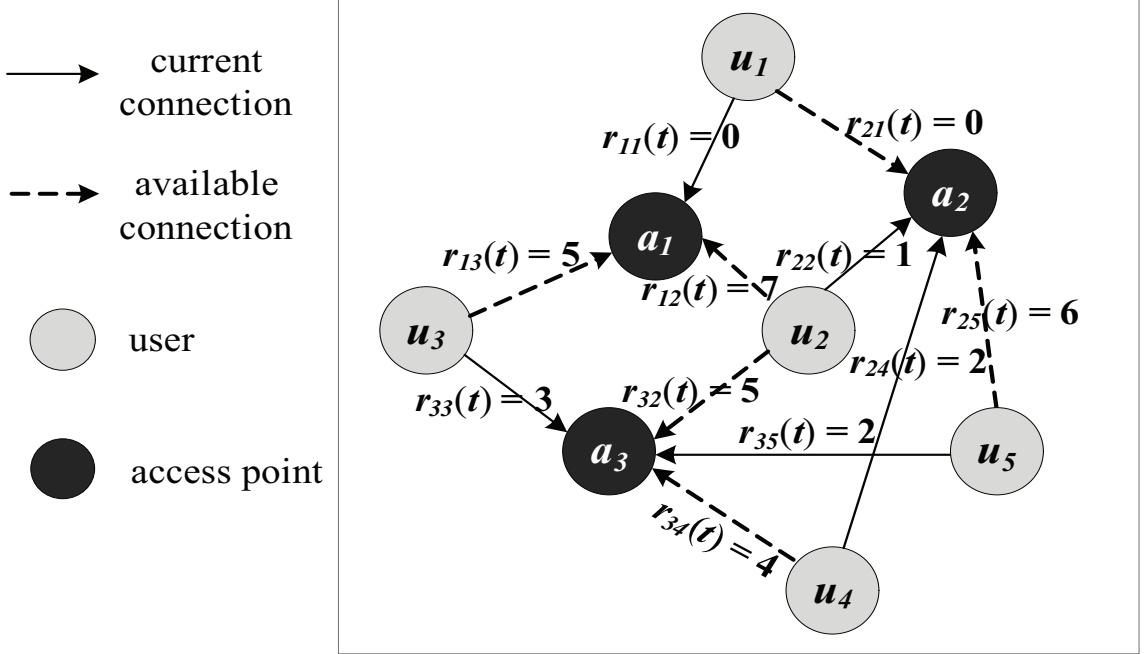 current
connection
available
connection
user
access point
u1
r11(t) = 0
r21(t) = 0
a2
a1
r13(t) = 5
r22(t) = 1
r12(t) = 7
u3
u2
r25(t) = 6
r24(t) = 2
r33(t) = 3
r32(t) = 5
r35(t) = 2
a3
u5
r34(t) = 4
u4